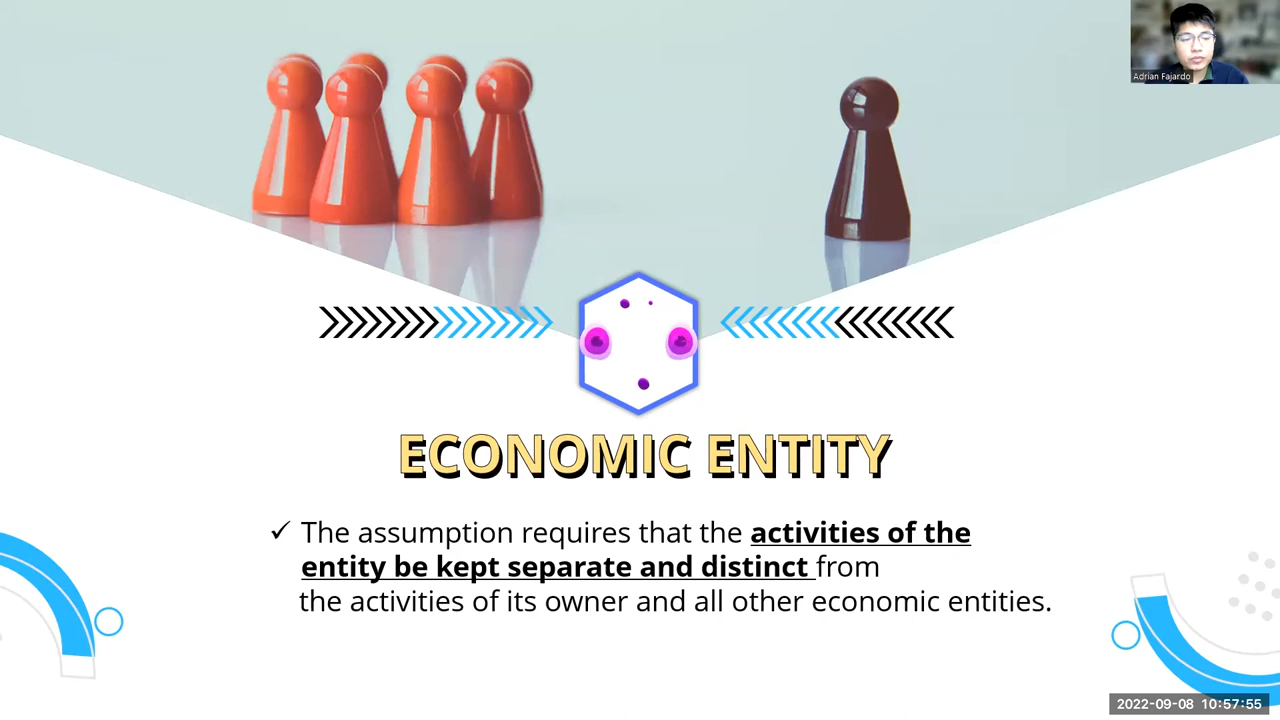 Adrian Fajardo
ECONOMIC ENTITY
✓ The assumption requires that the activities of the
entity be kept separate and distinct from
the activities of its owner and all other economic entities.
2022-09-08 10:57:55